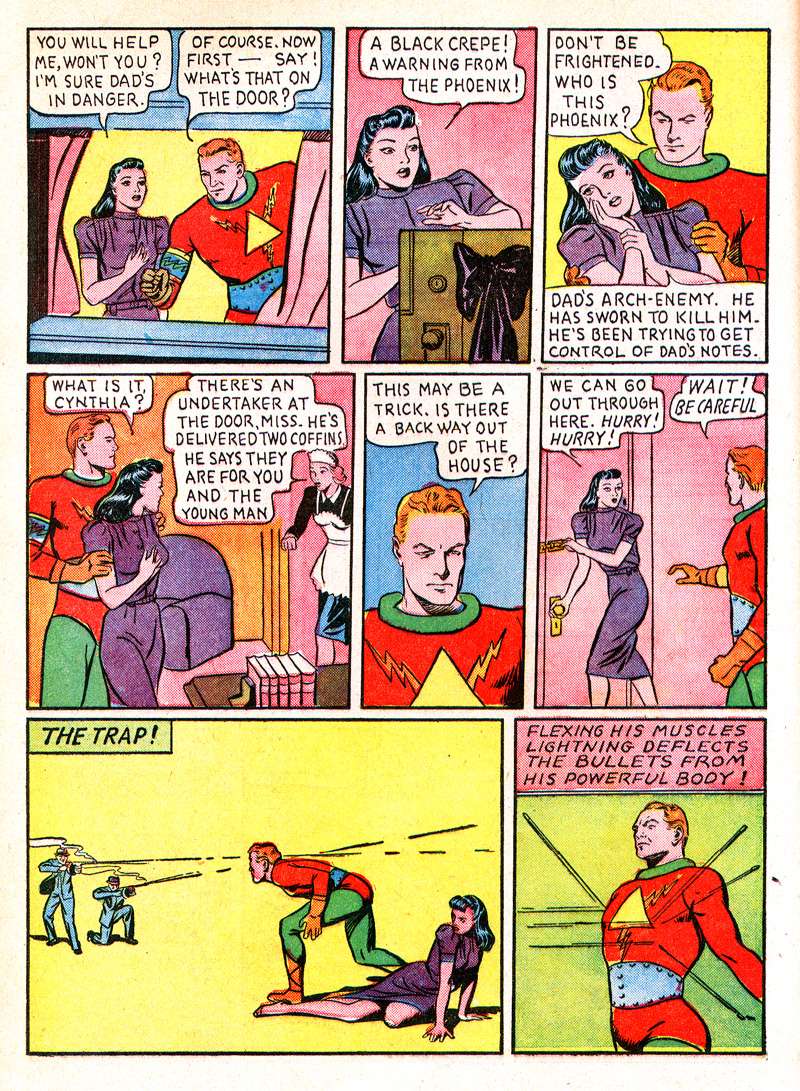 YOU WILL HELP
ME, WON'T YOU?
I'M SURE DAD'S
IN DANGER.
OF COURSE. NOW
FIRST — SAY!
WHAT'S THAT ON
THE DOOR?
A BLACK CREPE!
A WARNING FROM
THE PHOENIX!
DON'T BE
FRIGHTENED.
WHO IS
THIS
PHOENIX?
DAD'S ARCH-ENEMY. HE
HAS SWORN TO KILL HIM.
HE'S BEEN TRYING TO GET
CONTROL OF DAD'S NOTES.
WHAT IS IT,
CYNTHIA?
THERE'S AN
UNDERTAKER AT
THE DOOR, MISS. HE'S
DELIVERED TWO COFFINS.
HE SAYS THEY
ARE FOR YOU
AND THE
YOUNG MAN
THIS MAY BE A
TRICK. IS THERE
A BACK WAY OUT
OF THE
HOUSE?
WE CAN GO
OUT THROUGH
HERE. HURRY!
HURRY!
WAIT!
BE CAREFUL
THE TRAP!
FLEXING HIS MUSCLES
LIGHTNING DEFLECTS
THE BULLETS FROM
HIS POWERFUL BODY!